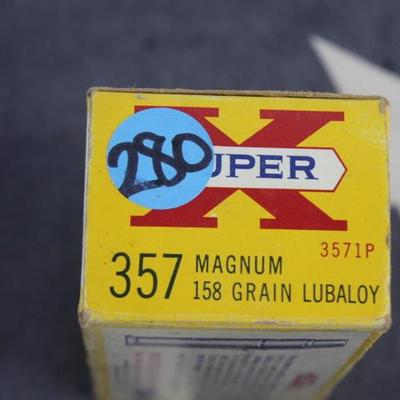 280
UPER
X
3571P
357 MAGNUM
158 GRAIN LUBALOY